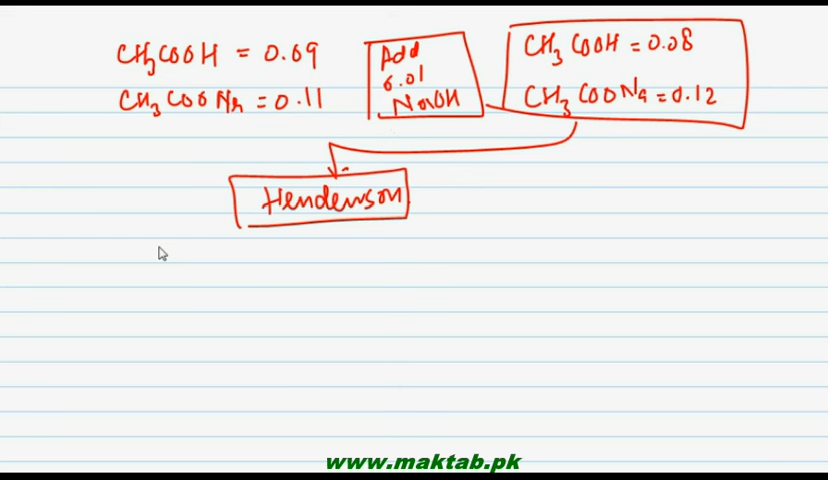 CH3COOH = 0.09
CH3COONa = 0.11
Add
0.01
NaOH
CH3COOH = 0.08
CH3COONa = 0.12
Henderson
www.maktab.pk